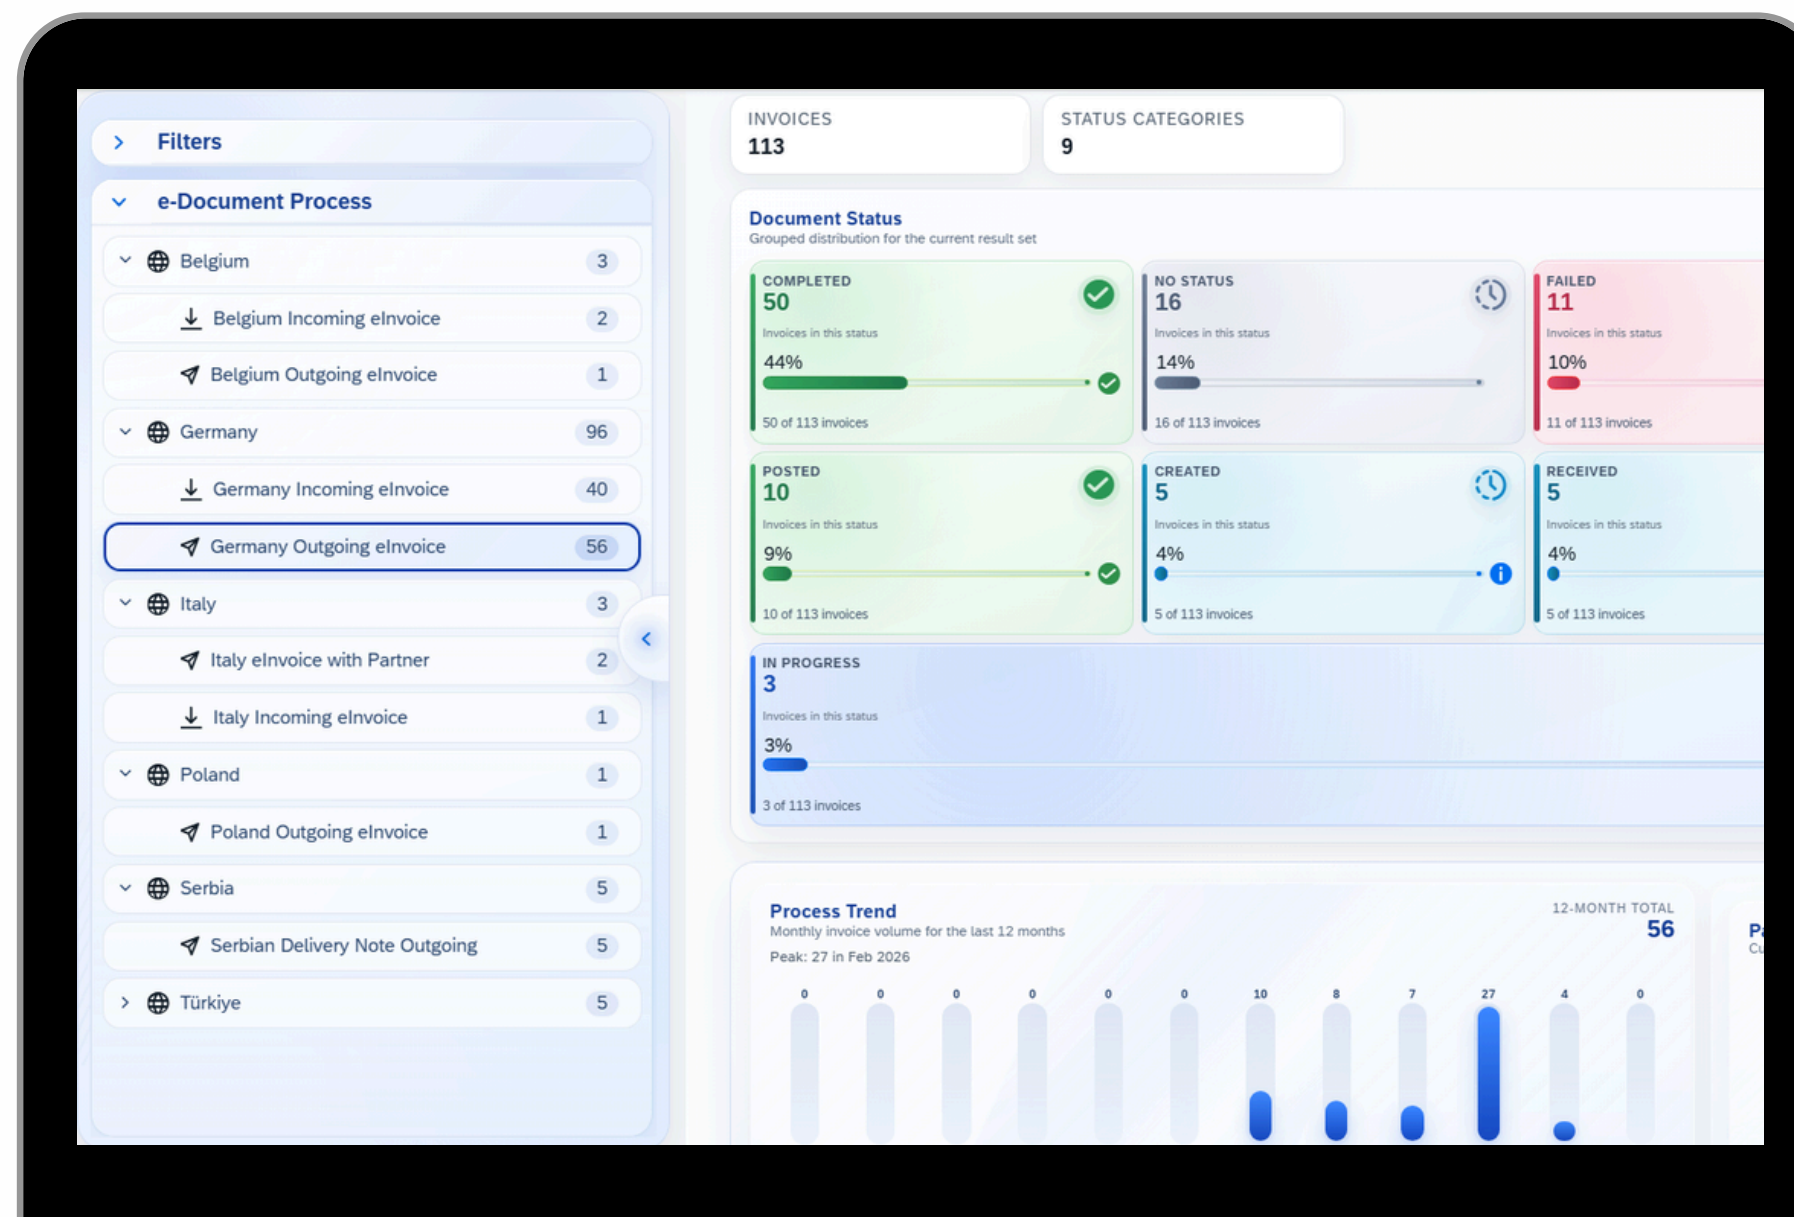 Filters
e-Document Process
Belgium 3
Belgium Incoming eInvoice 2
Belgium Outgoing eInvoice 1
Germany 96
Germany Incoming eInvoice 40
Germany Outgoing eInvoice 56
Italy 3
Italy eInvoice with Partner 2
Italy Incoming eInvoice 1
Poland 1
Poland Outgoing eInvoice 1
Serbia 5
Serbian Delivery Note Outgoing 5
Türkiye 5
INVOICES
113
STATUS CATEGORIES
9
Document Status
Grouped distribution for the current result set
COMPLETED
50
Invoices in this status
44%
50 of 113 invoices
NO STATUS
16
Invoices in this status
14%
16 of 113 invoices
FAILED
11
Invoices in this status
10%
11 of 113 invoices
POSTED
10
Invoices in this status
9%
10 of 113 invoices
CREATED
5
Invoices in this status
4%
5 of 113 invoices
RECEIVED
5
Invoices in this status
4%
5 of 113 invoices
IN PROGRESS
3
Invoices in this status
3%
3 of 113 invoices
Process Trend
Monthly invoice volume for the last 12 months
Peak: 27 in Feb 2026
12-MONTH TOTAL
56
0 0 0 0 0 0 10 8 7 27 4 0